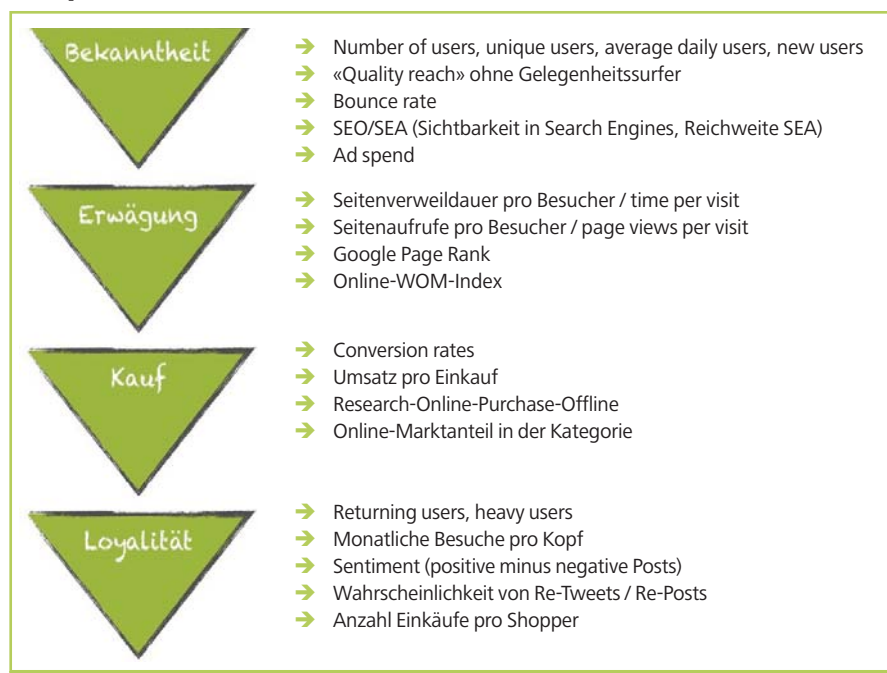 Bekanntheit
➔ Number of users, unique users, average daily users, new users
➔ «Quality reach» ohne Gelegenheitssurfer
➔ Bounce rate
➔ SEO/SEA (Sichtbarkeit in Search Engines, Reichweite SEA)
➔ Ad spend
Erwägung
➔ Seitenverweildauer pro Besucher / time per visit
➔ Seitenaufrufe pro Besucher / page views per visit
➔ Google Page Rank
➔ Online-WOM-Index
Kauf
➔ Conversion rates
➔ Umsatz pro Einkauf
➔ Research-Online-Purchase-Offline
➔ Online-Marktanteil in der Kategorie
Loyalität
➔ Returning users, heavy users
➔ Monatliche Besuche pro Kopf
➔ Sentiment (positive minus negative Posts)
➔ Wahrscheinlichkeit von Re-Tweets / Re-Posts
➔ Anzahl Einkäufe pro Shopper